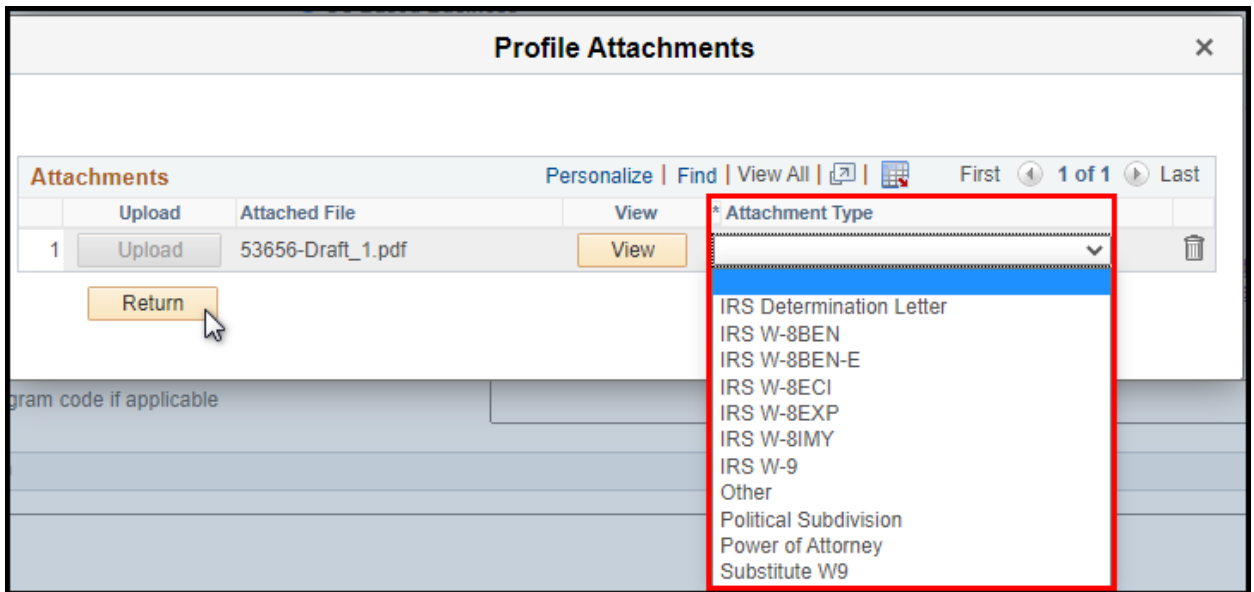 Profile Attachments ×
Attachments Personalize | Find | View All | | First 1 of 1 Last
Upload Attached File View * Attachment Type
1 Upload 53656-Draft_1.pdf View
Return
IRS Determination Letter
IRS W-8BEN
IRS W-8BEN-E
IRS W-8ECI
gram code if applicable
IRS W-8EXP
IRS W-8IMY
IRS W-9
Other
Political Subdivision
Power of Attorney
Substitute W9